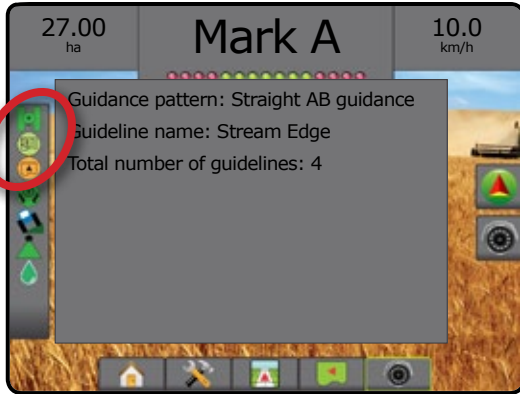 27.00
ha
Mark A
10.0
km/h
Guidance pattern: Straight AB guidance
Guideline name: Stream Edge
Total number of guidelines: 4